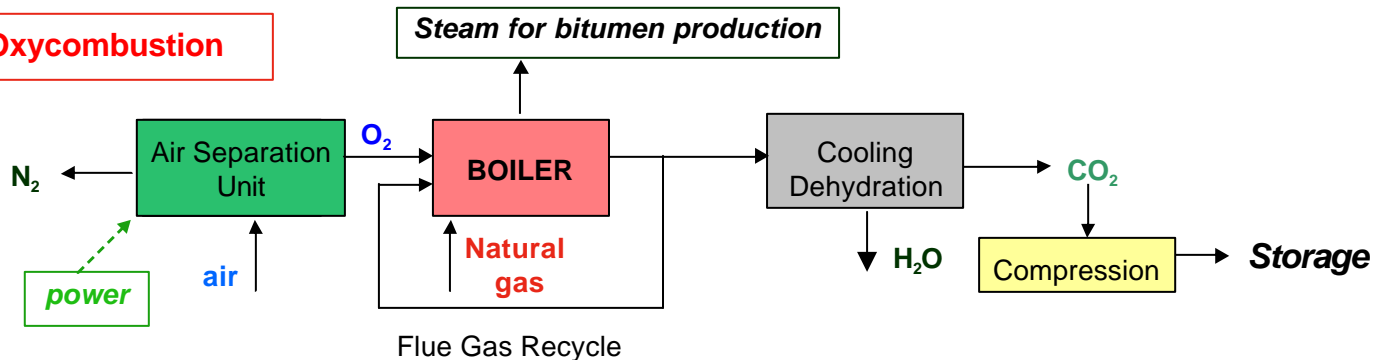 Oxycombustion
Steam for bitumen production
Air Separation
Unit
O₂
BOILER
Cooling
Dehydration
N₂
CO₂
power
air
Natural
gas
H₂O
Compression
Storage
Flue Gas Recycle